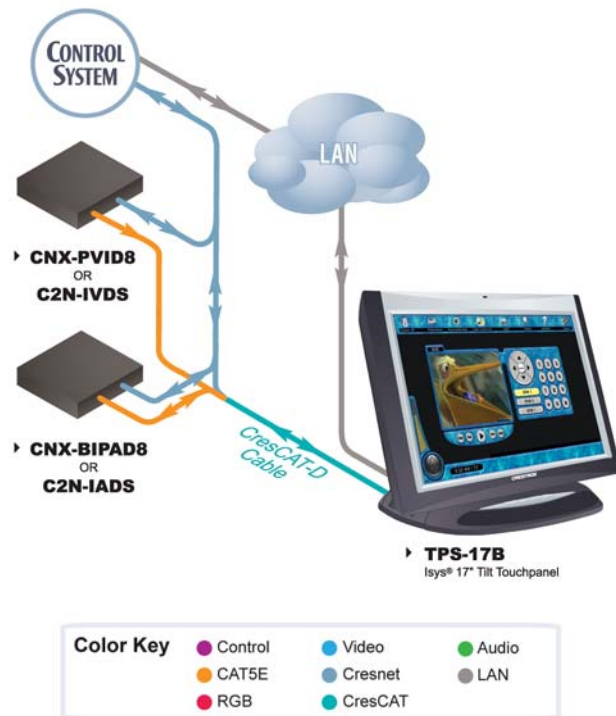 CONTROL
SYSTEM
LAN
CNX-PVID8
OR
C2N-IVDS
CNX-BIPAD8
OR
C2N-IADS
CresCAT-D
Cable
CRESTRON
TPS-17B
Isys® 17" Tilt Touchpanel
Color Key
Control
Video
Audio
CAT5E
Cresnet
LAN
RGB
CresCAT